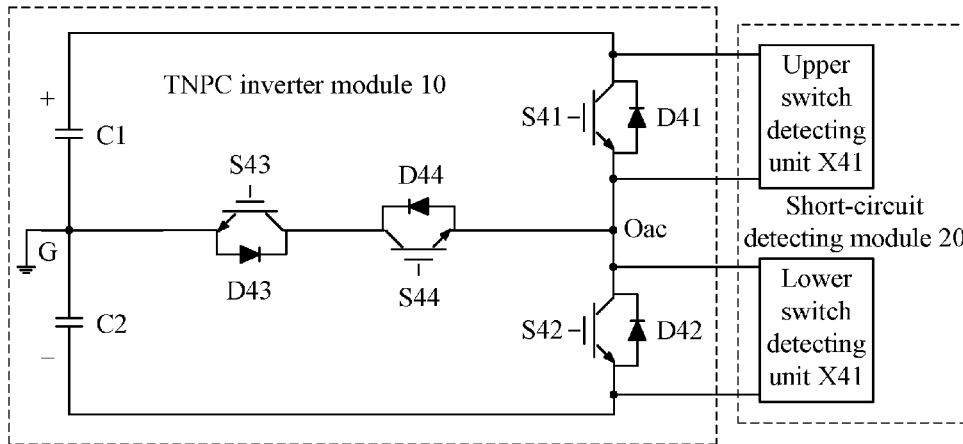 TNPC inverter module 10
+
C1
S43
D44
S41
D41
Upper
switch
detecting
unit X41
G
D43
S44
Oac
Short-circuit
detecting module 20
C2
–
S42
D42
Lower
switch
detecting
unit X41